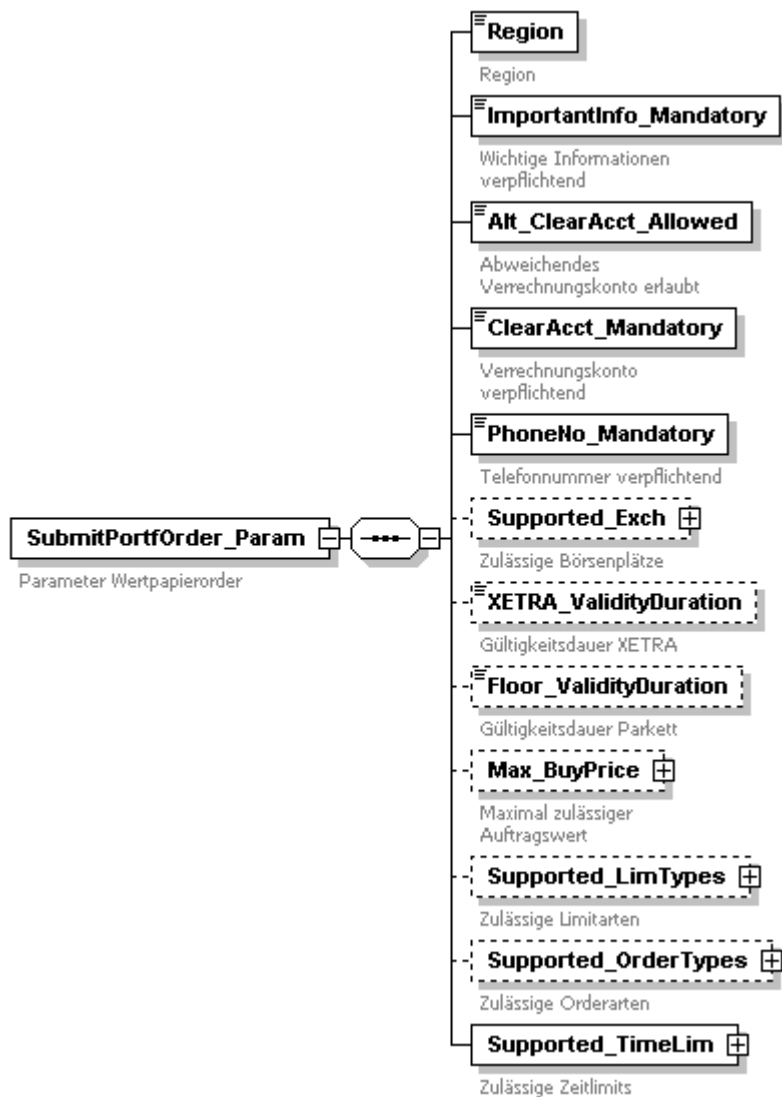 Region
Region
ImportantInfo_Mandatory
Wichtige Informationen
verpflichtend
Alt_ClearAcct_Allowed
Abweichendes
Verrechnungskonto erlaubt
ClearAcct_Mandatory
Verrechnungskonto
verpflichtend
PhoneNo_Mandatory
Telefonnummer verpflichtend
SubmitPortfOrder_Param
Parameter Wertpapierorder
Supported_Exch
Zulässige Börsenplätze
XETRA_ValidityDuration
Gültigkeitsdauer XETRA
Floor_ValidityDuration
Gültigkeitsdauer Parkett
Max_BuyPrice
Maximal zulässiger
Auftragswert
Supported_LimTypes
Zulässige Limitarten
Supported_OrderTypes
Zulässige Orderarten
Supported_TimeLim
Zulässige Zeitlimits